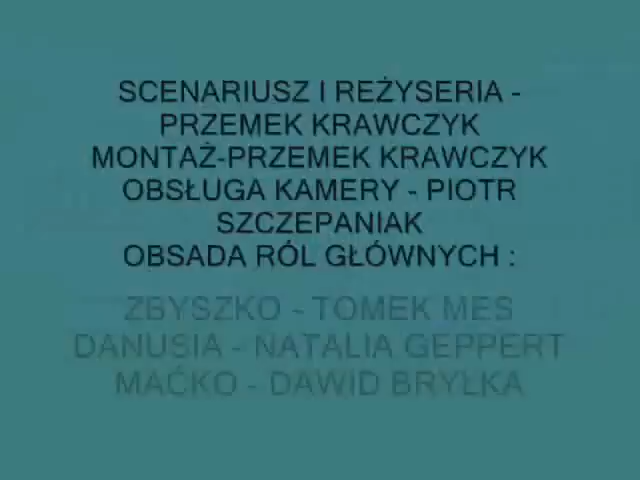 SCENARIUSZ I REŻYSERIA -
PRZEMEK KRAWCZYK
MONTAŻ-PRZEMEK KRAWCZYK
OBSŁUGA KAMERY - PIOTR
SZCZEPANIAK
OBSADA RÓL GŁÓWNYCH :
ZBYSZKO - TOMEK MES
DANUSIA - NATALIA GEPPERT
MAĆKO - DAWID BRYŁKA